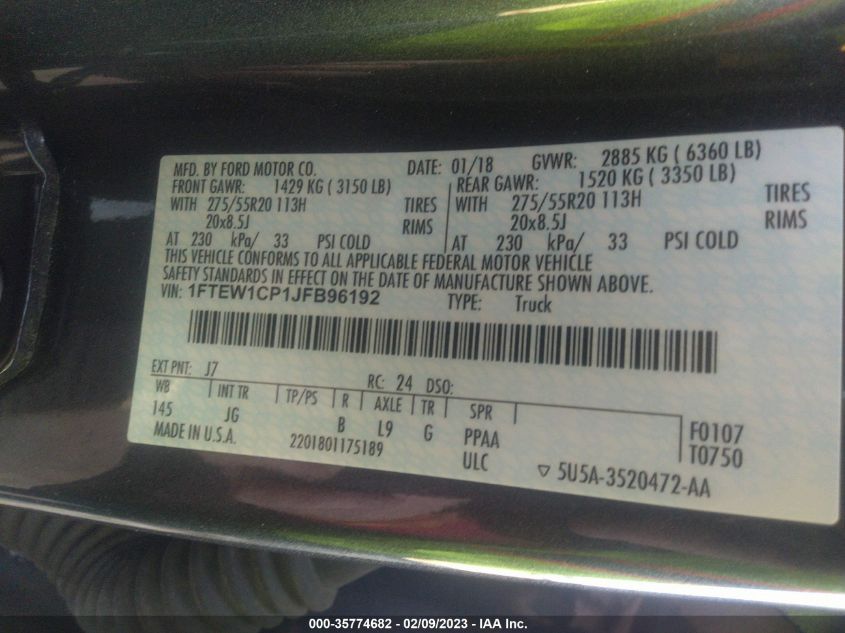 MFD. BY FORD MOTOR CO. DATE: 01/18 GVWR: 2885 KG ( 6360 LB)
FRONT GAWR: 1429 KG ( 3150 LB) REAR GAWR: 1520 KG ( 3350 LB)
WITH 275/55R20 113H TIRES WITH 275/55R20 113H TIRES
20x8.5J RIMS 20x8.5J RIMS
AT 230 kPa/ 33 PSI COLD AT 230 kPa/ 33 PSI COLD
THIS VEHICLE CONFORMS TO ALL APPLICABLE FEDERAL MOTOR VEHICLE
SAFETY STANDARDS IN EFFECT ON THE DATE OF MANUFACTURE SHOWN ABOVE.
VIN: 1FTEW1CP1JFB96192 TYPE: Truck
EXT PNT: J7 RC: 24 DSO:
WB INT TR TP/PS R AXLE TR SPR
145 JG B L9 G PPAA F0107
MADE IN U.S.A. 2201801175189 ULC T0750
▽ 5U5A-3520472-AA
000-35774682 - 02/09/2023 - IAA Inc.